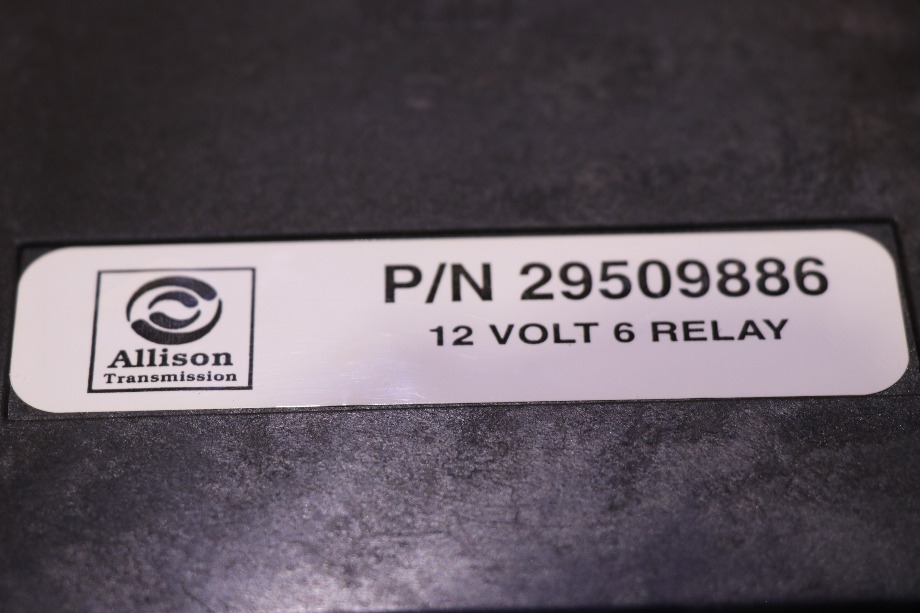 P/N 29509886
12 VOLT 6 RELAY
Allison
Transmission